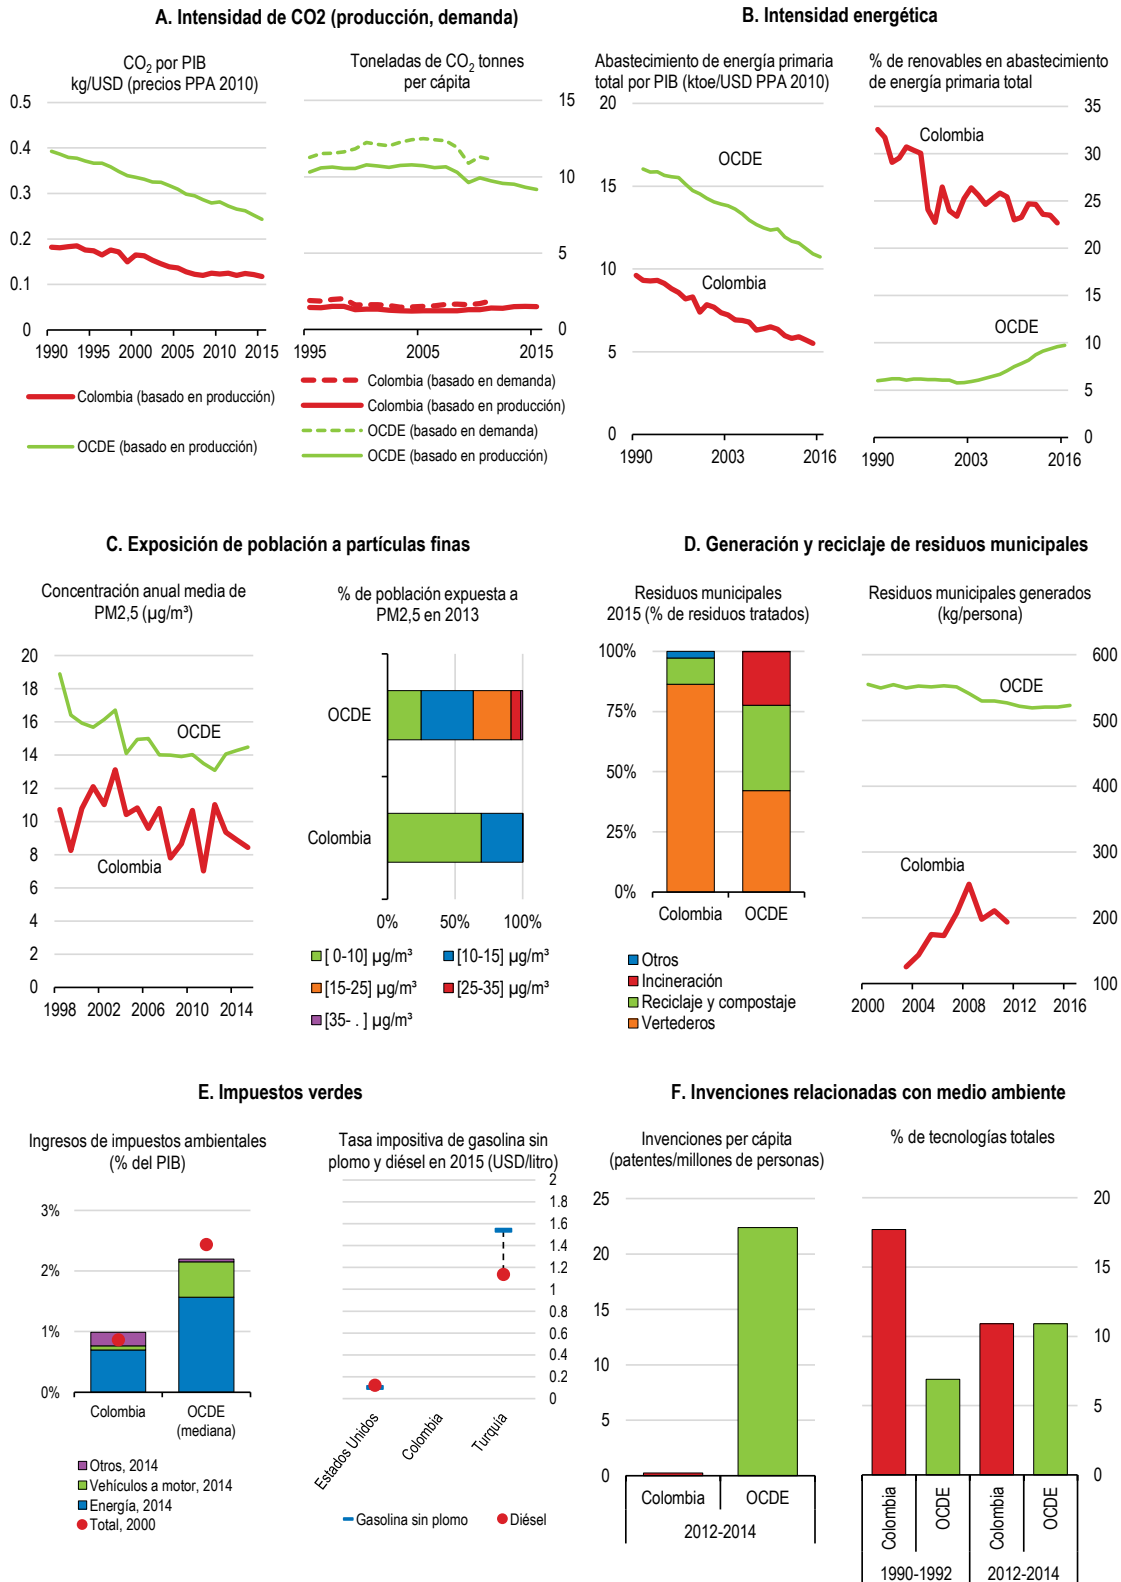 A. Intensidad de CO2 (producción, demanda)
CO2 por PIB
kg/USD (precios PPA 2010)
0.5
0.4
0.3
0.2
0.1
0
1990 1995 2000 2005 2010 2015
Colombia (basado en producción)
OCDE (basado en producción)
Toneladas de CO2 tonnes
per cápita
15
10
5
0
1995 2005 2015
Colombia (basado en demanda)
Colombia (basado en producción)
OCDE (basado en demanda)
OCDE (basado en producción)
B. Intensidad energética
Abastecimiento de energía primaria
total por PIB (ktoe/USD PPA 2010)
20
15
10
5
0
OCDE
Colombia
1990 2003 2016
% de renovables en abastecimiento
de energía primaria total
35
30
25
20
15
10
5
0
Colombia
OCDE
1990 2003 2016
C. Exposición de población a partículas finas
Concentración anual media de
PM2,5 (µg/m³)
20
18
16
14
12
10
8
6
4
2
0
OCDE
Colombia
1998 2002 2006 2010 2014
% de población expuesta a
PM2,5 en 2013
OCDE
Colombia
0% 50% 100%
[ 0-10] µg/m³ [10-15] µg/m³
[15-25] µg/m³ [25-35] µg/m³
[35- . ] µg/m³
D. Generación y reciclaje de residuos municipales
Residuos municipales
2015 (% de residuos tratados)
100%
75%
50%
25%
0%
Colombia OCDE
Otros
Incineración
Reciclaje y compostaje
Vertederos
Residuos municipales generados
(kg/persona)
600
500
400
300
200
100
OCDE
Colombia
2000 2004 2008 2012 2016
E. Impuestos verdes
Ingresos de impuestos ambientales
(% del PIB)
3%
2%
1%
0%
Colombia OCDE
(mediana)
Otros, 2014
Vehículos a motor, 2014
Energía, 2014
Total, 2000
Tasa impositiva de gasolina sin
plomo y diésel en 2015 (USD/litro)
2
1.8
1.6
1.4
1.2
1
0.8
0.6
0.4
0.2
0
Estados Unidos
Colombia
Turquía
Gasolina sin plomo Diésel
F. Invenciones relacionadas con medio ambiente
Invenciones per cápita
(patentes/millones de personas)
25
20
15
10
5
0
Colombia OCDE
2012-2014
% de tecnologías totales
20
15
10
5
0
Colombia
OCDE
Colombia
OCDE
1990-1992 2012-2014